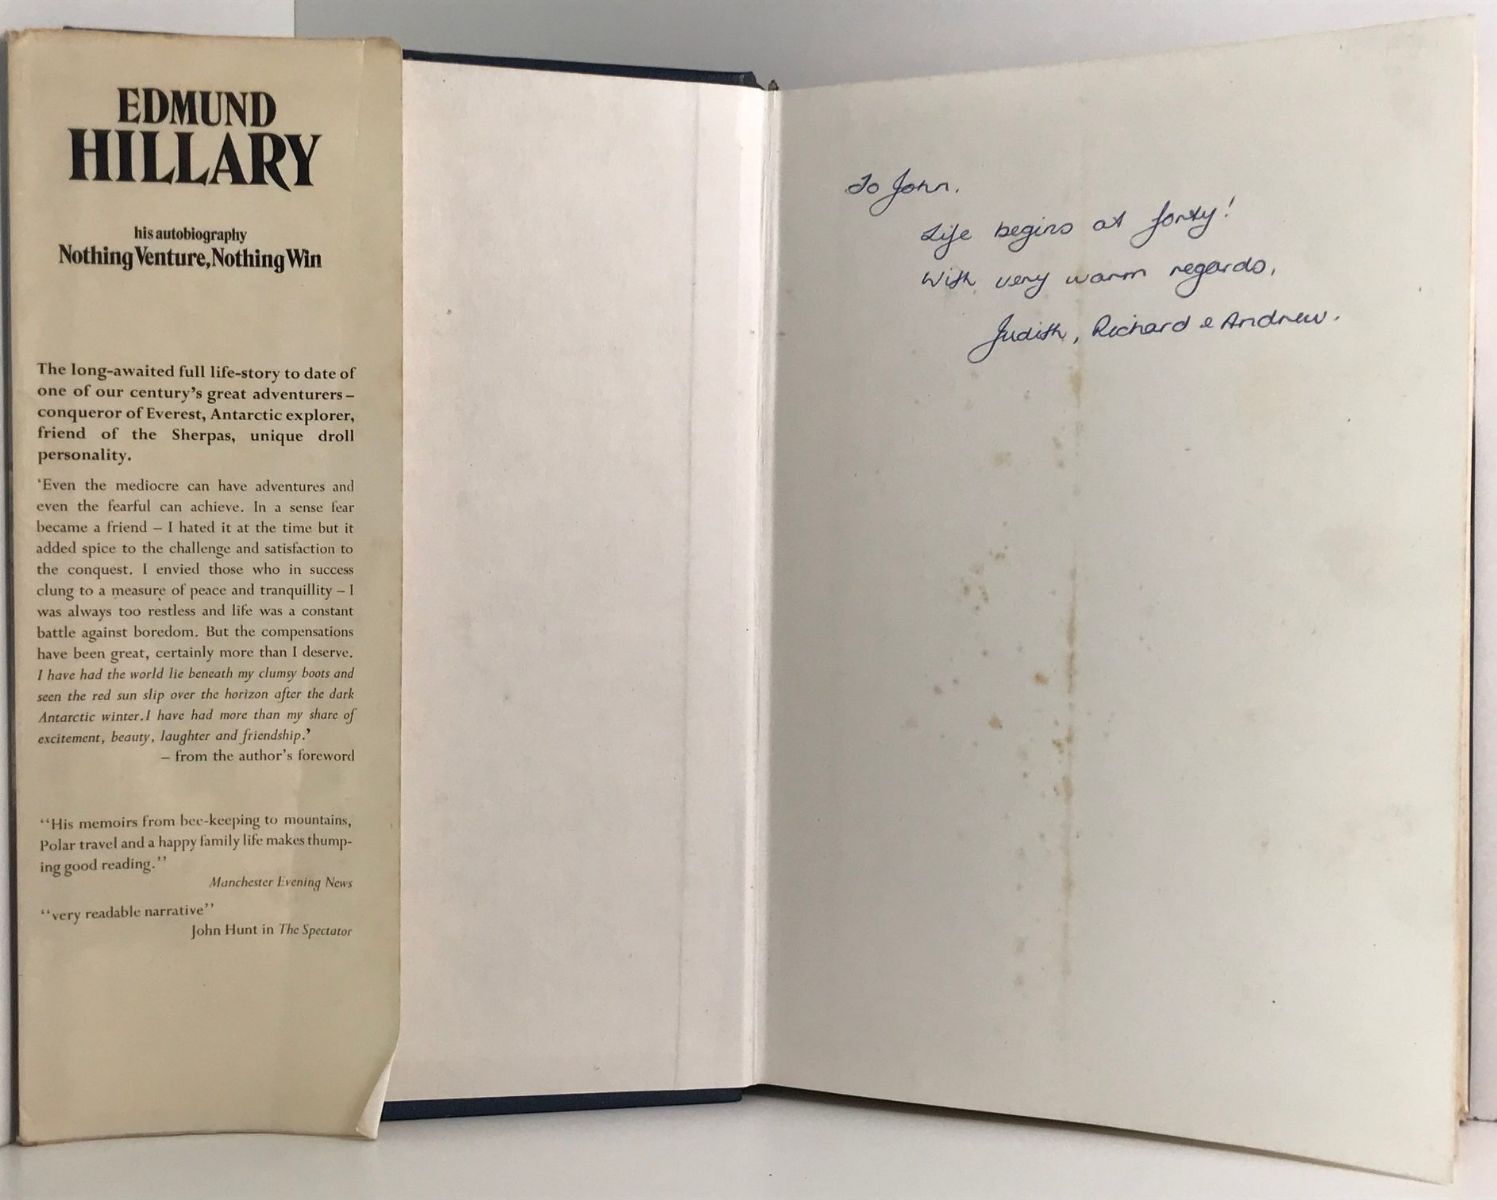 EDMUND
HILLARY
his autobiography
Nothing Venture, Nothing Win
The long-awaited full life-story to date of
one of our century's great adventurers –
conqueror of Everest, Antarctic explorer,
friend of the Sherpas, unique droll
personality.
'Even the mediocre can have adventures and
even the fearful can achieve. In a sense fear
became a friend – I hated it at the time but it
added spice to the challenge and satisfaction to
the conquest. I envied those who in success
clung to a measure of peace and tranquillity – I
was always too restless and life was a constant
battle against boredom. But the compensations
have been great, certainly more than I deserve.
I have had the world lie beneath my clumsy boots and
seen the red sun slip over the horizon after the dark
Antarctic winter. I have had more than my share of
excitement, beauty, laughter and friendship.'
– from the author's foreword
"His memoirs from bee-keeping to mountains,
Polar travel and a happy family life makes thump-
ing good reading."
Manchester Evening News
"very readable narrative"
John Hunt in The Spectator
To John.
Life begins at forty!
With very warm regards,
Judith, Richard & Andrew.